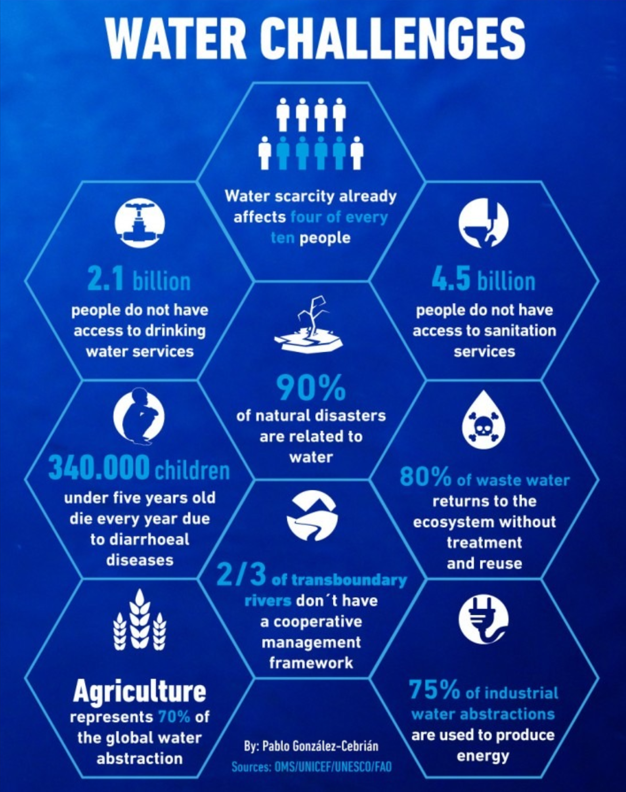 WATER CHALLENGES
Water scarcity already
affects four of every
ten people
2.1 billion
people do not have
access to drinking
water services
4.5 billion
people do not have
access to sanitation
services
90%
of natural disasters
are related to
water
340.000 children
under five years old
die every year due
to diarrhoeal
diseases
80% of waste water
returns to the
ecosystem without
treatment
and reuse
2/3 of transboundary
rivers don´t have
a cooperative
management
framework
Agriculture
represents 70% of
the global water
abstraction
75% of industrial
water abstractions
are used to produce
energy
By: Pablo González-Cebrián
Sources: OMS/UNICEF/UNESCO/FAO